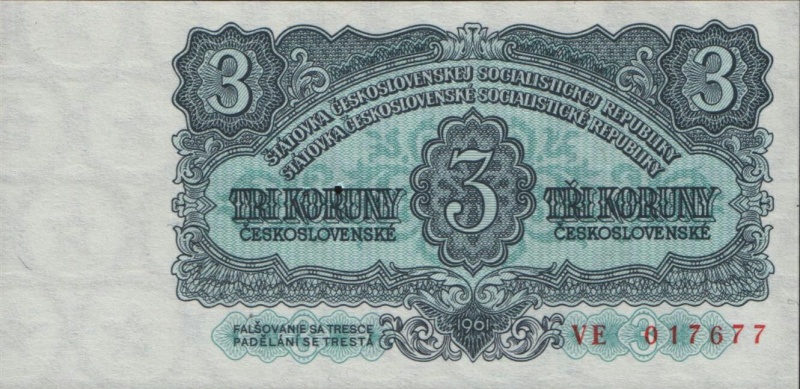 3 3
ŠTÁTOVKA ČESKOSLOVENSKEJ SOCIALISTICKEJ REPUBLIKY
STÁTOVKA ČESKOSLOVENSKÉ SOCIALISTICKÉ REPUBLIKY
3
TRI KORUNY TŘI KORUNY
ČESKOSLOVENSKÉ ČESKOSLOVENSKÉ
1961
FALŠOVANIE SA TRESCE
PADĚLÁNÍ SE TRESTÁ
VE 017677